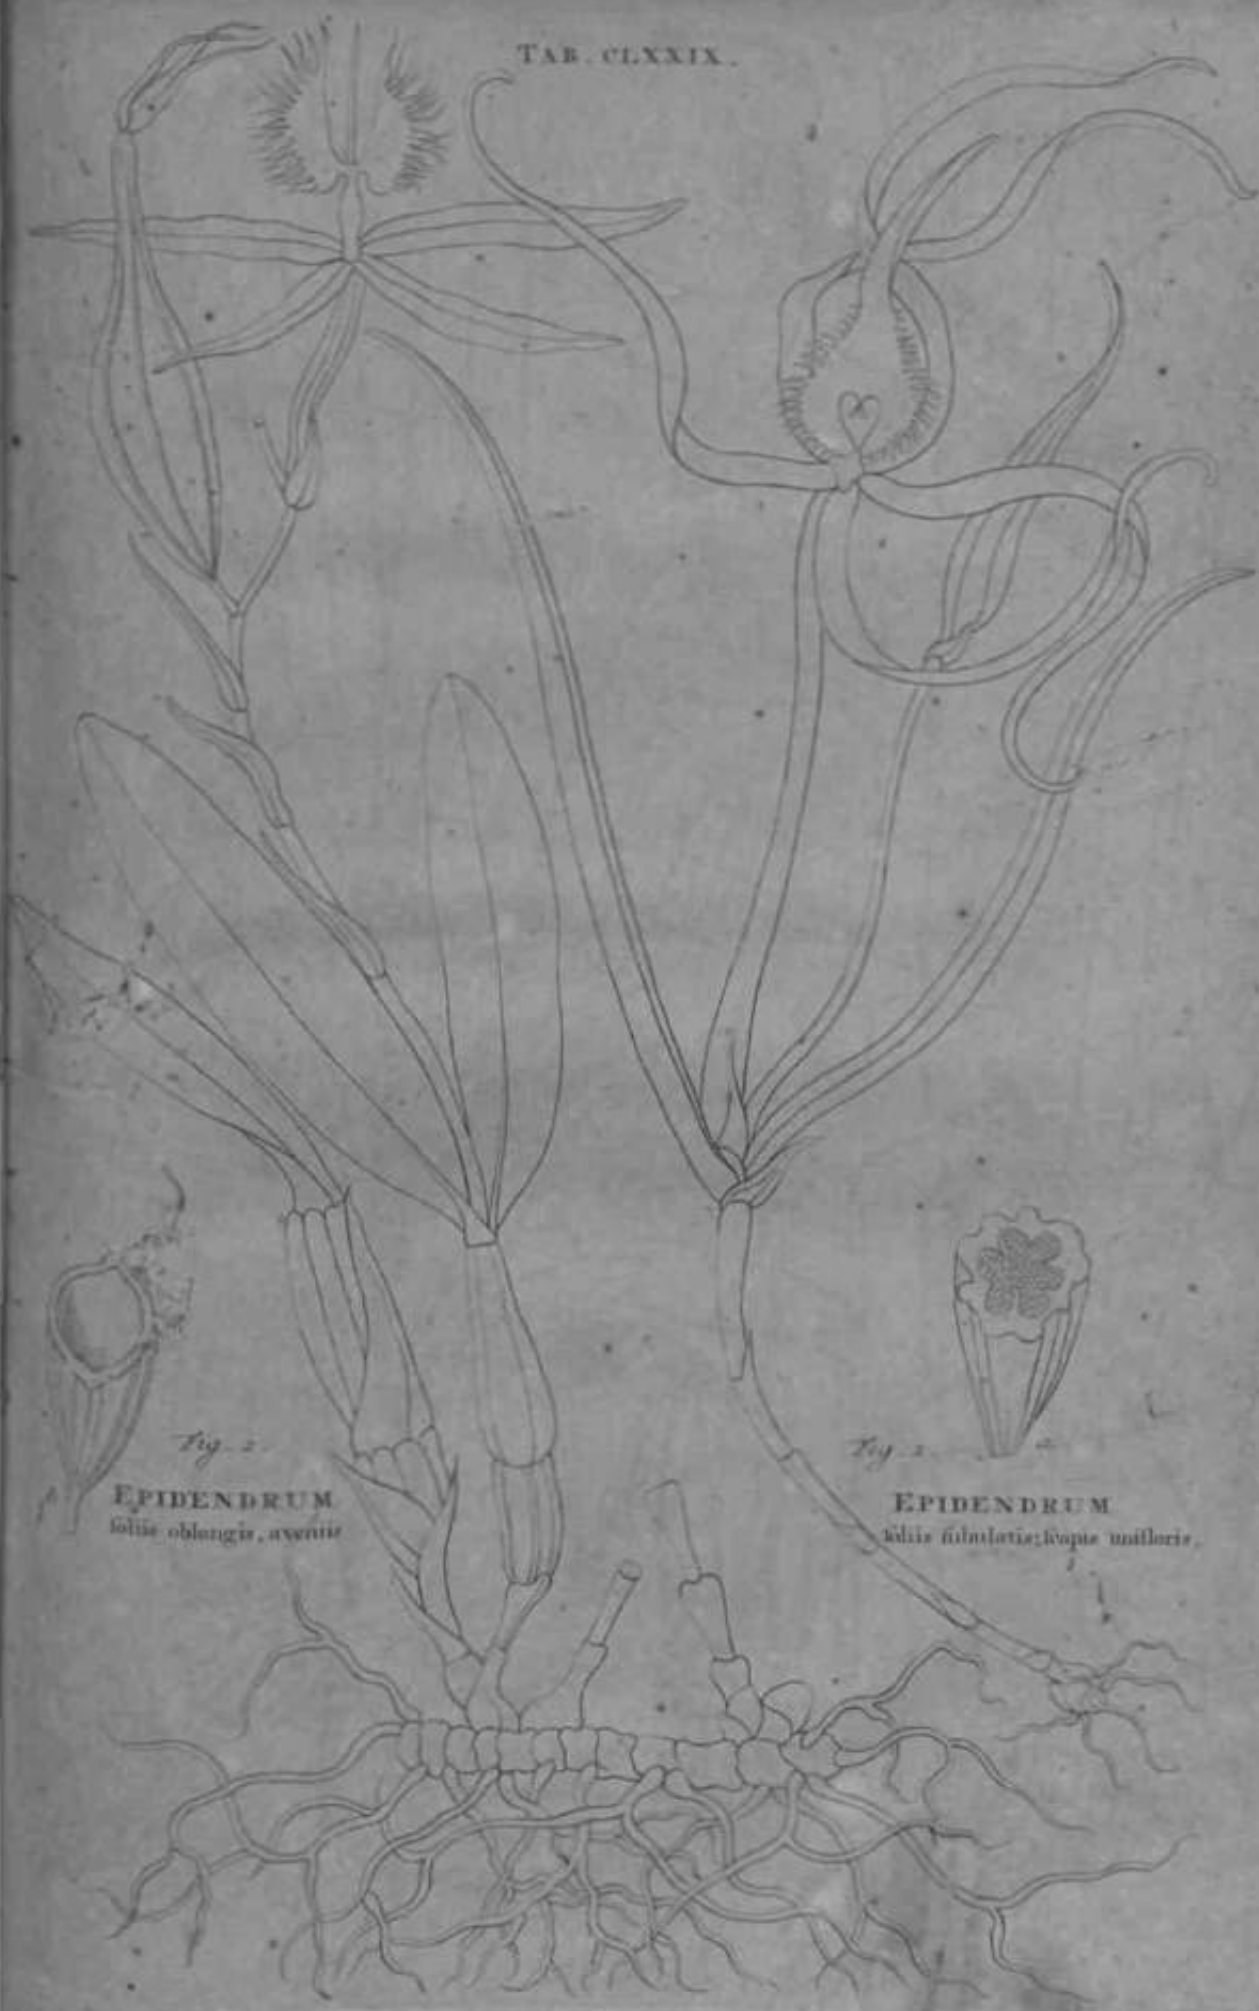 TAB. CLXXIX.
Fig. 2.
EPIDENDRUM
foliis oblongis, aveniis
Fig. 1.
EPIDENDRUM
foliis subulatis; scapis unifloris.